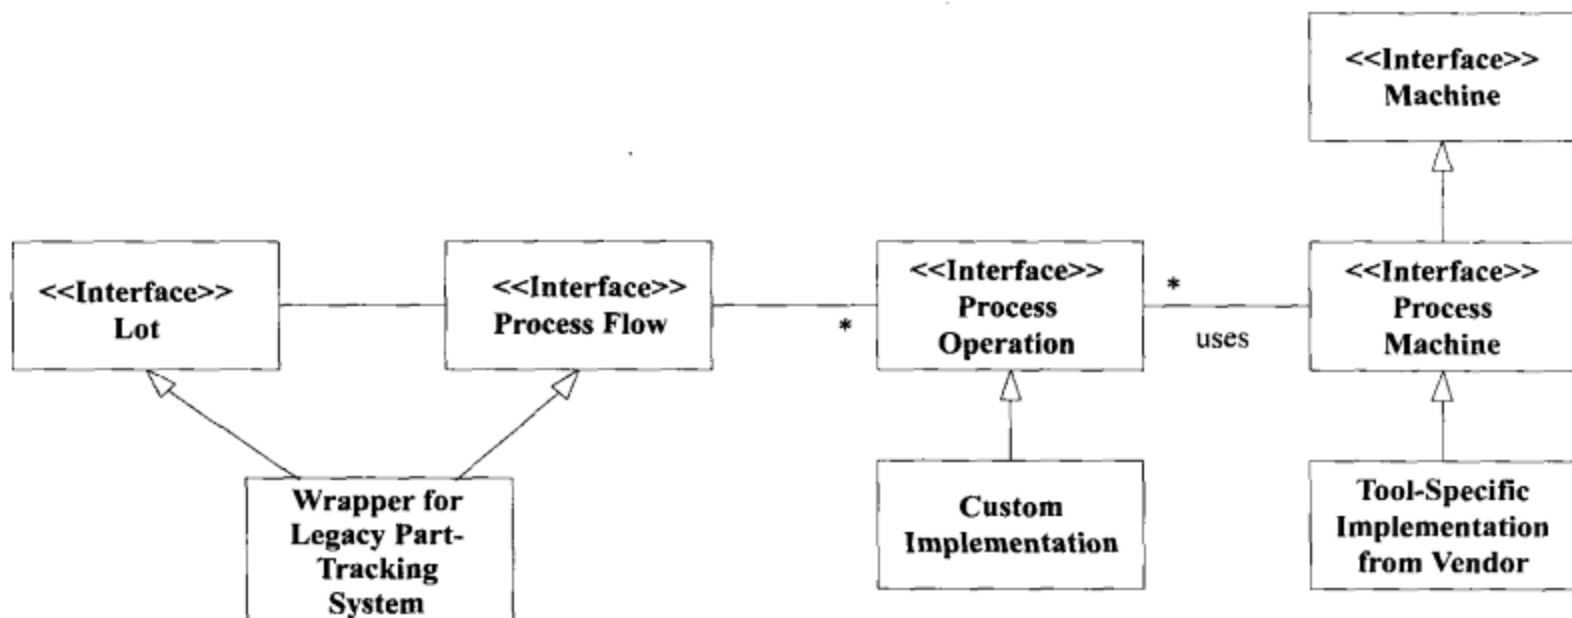 <<Interface>>
Machine
<<Interface>>
Lot
<<Interface>>
Process Flow
*
<<Interface>>
Process
Operation
*
uses
<<Interface>>
Process
Machine
Wrapper for
Legacy Part-
Tracking
System
Custom
Implementation
Tool-Specific
Implementation
from Vendor